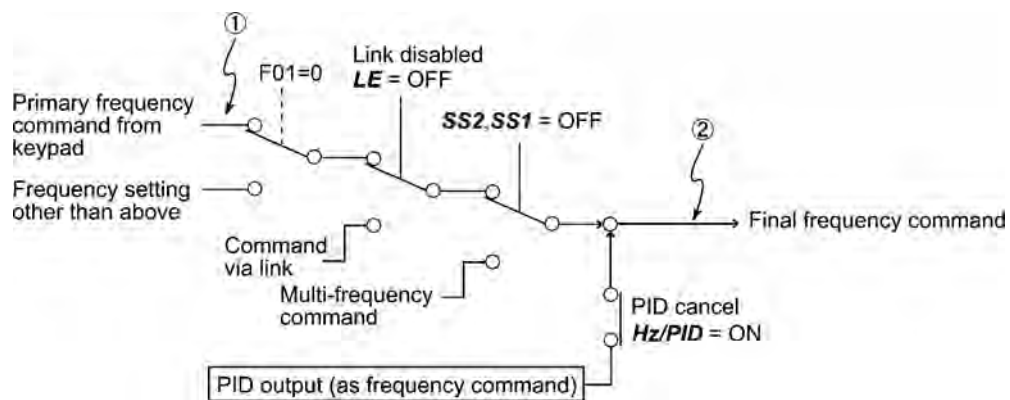 ①
Link disabled
LE = OFF
F01=0
Primary frequency
command from
keypad
SS2,SS1 = OFF
②
Frequency setting
other than above
Final frequency command
Command
via link
Multi-frequency
command
PID cancel
Hz/PID = ON
PID output (as frequency command)